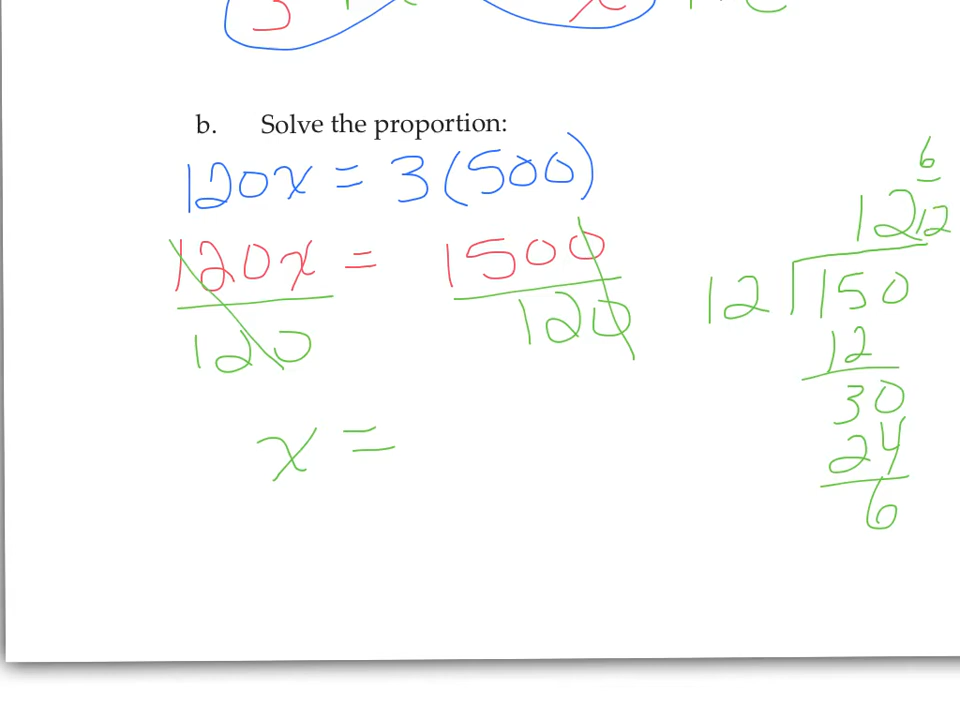 3
b. Solve the proportion:
120x = 3(500)
120x = 1500
120 120
x =
12 6/12
12 150
12
30
24
6